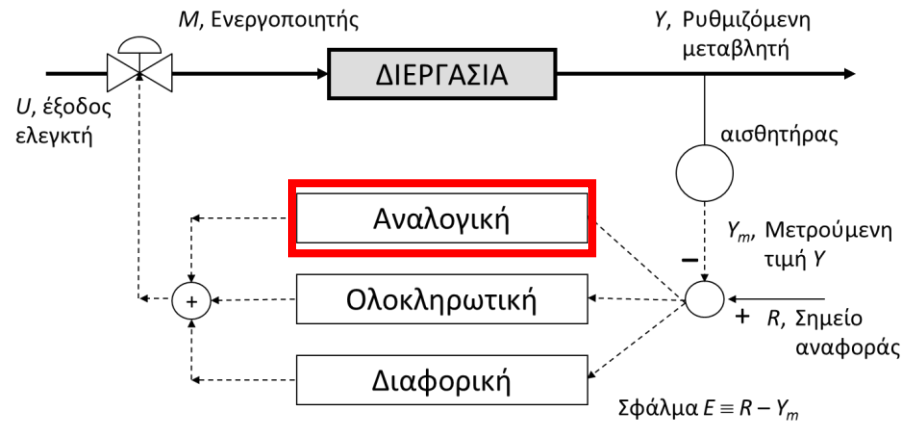 M, Ενεργοποιητής
Y, Ρυθμιζόμενη
μεταβλητή
ΔΙΕΡΓΑΣΙΑ
U, έξοδος
ελεγκτή
αισθητήρας
Αναλογική
Ym, Μετρούμενη
τιμή Y
−
Ολοκληρωτική
+
+
R, Σημείο
αναφοράς
Διαφορική
Σφάλμα E ≡ R − Ym